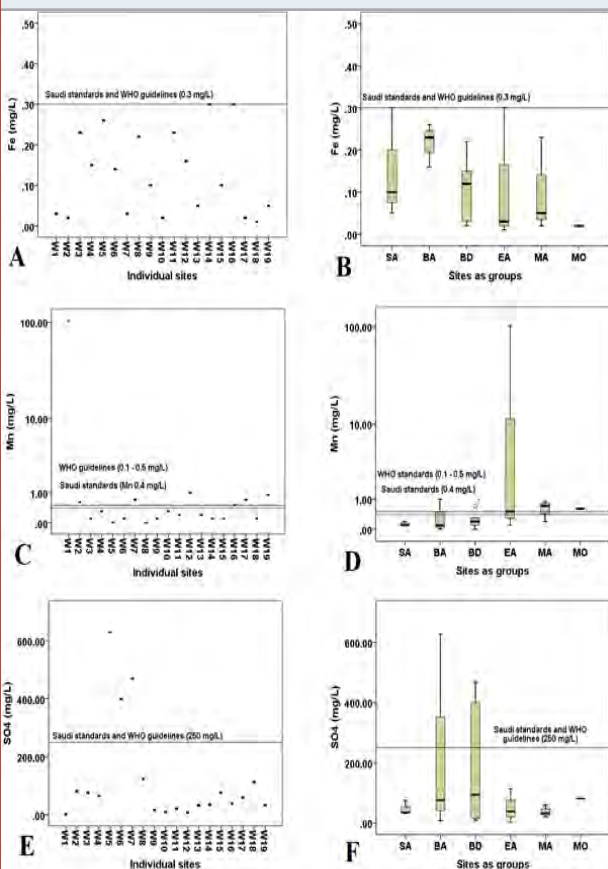 .50
.40
Saudi standards and WHO guidelines (0.3 mg/L)
.30
.20
.10
.00
Fe (mg/L)
W1 W2 W3 W4 W5 W6 W7 W8 W9 W10 W11 W12 W13 W14 W15 W16 W17 W18 W19
A
Individual sites
.50
.40
Saudi standards and WHO guidelines (0.3 mg/L)
.30
.20
.10
.00
Fe (mg/L)
SA BA BD EA MA MO
B
Sites as groups
100.00
10.00
WHO guidelines (0.1 - 0.5 mg/L)
Saudi standards (Mn 0.4 mg/L)
1.00
.00
Mn (mg/L)
W1 W2 W3 W4 W5 W6 W7 W8 W9 W10 W11 W12 W13 W14 W15 W16 W17 W18 W19
C
Individual sites
100.00
10.00
WHO standards (0.1 - 0.5 mg/L)
Saudi standards (0.4 mg/L)
1.00
.00
Mn (mg/L)
SA BA BD EA MA MO
D
Sites as groups
600.00
400.00
Saudi standards and WHO guidelines (250 mg/L)
200.00
.00
SO4 (mg/L)
W1 W2 W3 W4 W5 W6 W7 W8 W9 W10 W11 W12 W13 W14 W15 W16 W17 W18 W19
E
Individual sites
600.00
400.00
Saudi standards and WHO
guidelines (250 mg/L)
200.00
.00
SO4 (mg/L)
SA BA BD EA MA MO
F
Sites as groups